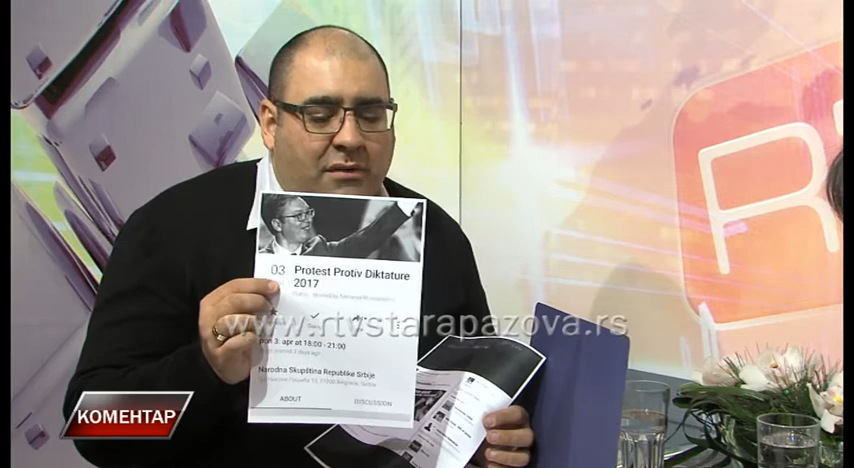 03 Protest Protiv Diktature
2017
pon 3. apr at 18:00 - 21:00
Narodna Skupština Republike Srbije
ABOUT DISCUSSION
www.rtvstarapazova.rs
КОМЕНТАР